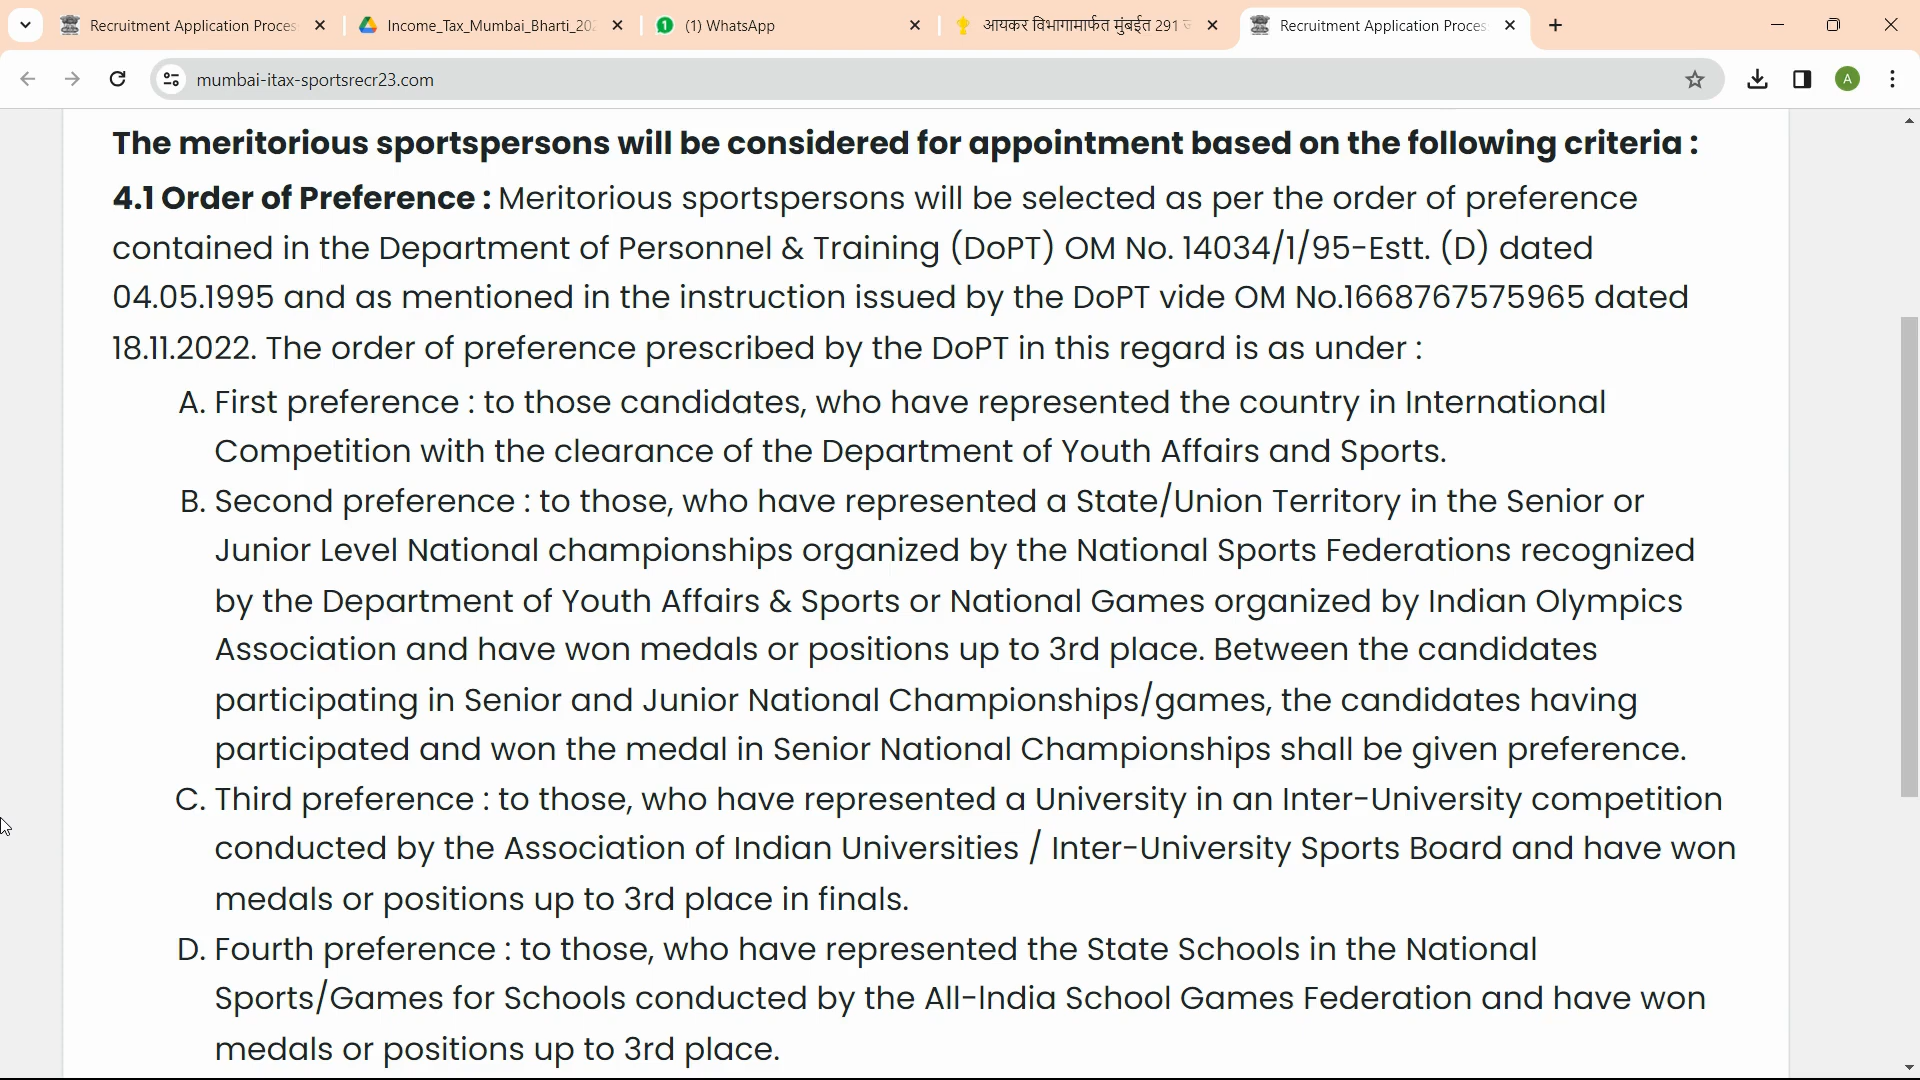 Recruitment Application Proces
Income_Tax_Mumbai_Bharti_202
(1) WhatsApp
आयकर विभागामार्फत मुंबईत 291
Recruitment Application Proces
mumbai-itax-sportsrecr23.com
A
The meritorious sportspersons will be considered for appointment based on the following criteria :
4.1 Order of Preference : Meritorious sportspersons will be selected as per the order of preference
contained in the Department of Personnel & Training (DoPT) OM No. 14034/1/95-Estt. (D) dated
04.05.1995 and as mentioned in the instruction issued by the DoPT vide OM No.1668767575965 dated
18.11.2022. The order of preference prescribed by the DoPT in this regard is as under :
A. First preference : to those candidates, who have represented the country in International
Competition with the clearance of the Department of Youth Affairs and Sports.
B. Second preference : to those, who have represented a State/Union Territory in the Senior or
Junior Level National championships organized by the National Sports Federations recognized
by the Department of Youth Affairs & Sports or National Games organized by Indian Olympics
Association and have won medals or positions up to 3rd place. Between the candidates
participating in Senior and Junior National Championships/games, the candidates having
participated and won the medal in Senior National Championships shall be given preference.
C. Third preference : to those, who have represented a University in an Inter-University competition
conducted by the Association of Indian Universities / Inter-University Sports Board and have won
medals or positions up to 3rd place in finals.
D. Fourth preference : to those, who have represented the State Schools in the National
Sports/Games for Schools conducted by the All-India School Games Federation and have won
medals or positions up to 3rd place.